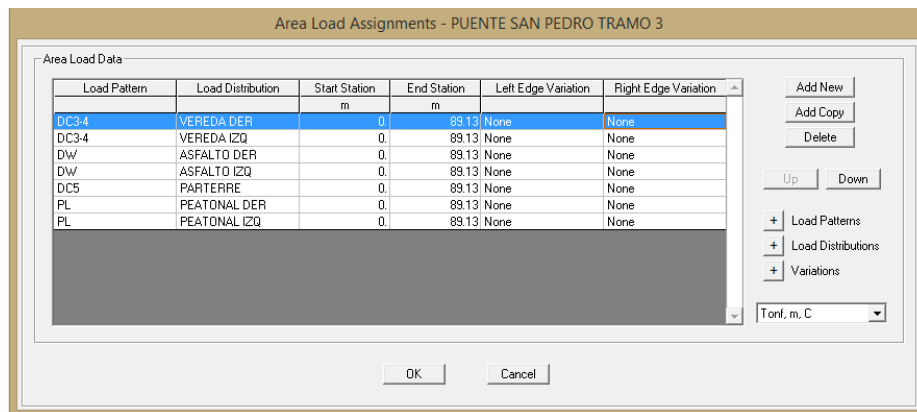 Area Load Assignments - PUENTE SAN PEDRO TRAMO 3
Area Load Data
Load Pattern Load Distribution Start Station End Station Left Edge Variation Right Edge Variation
m m
DC3-4 VEREDA DER 0. 89.13 None None
DC3-4 VEREDA IZQ 0. 89.13 None None
DW ASFALTO DER 0. 89.13 None None
DW ASFALTO IZQ 0. 89.13 None None
DC5 PARTERRE 0. 89.13 None None
PL PEATONAL DER 0. 89.13 None None
PL PEATONAL IZQ 0. 89.13 None None
Add New
Add Copy
Delete
Up Down
+ Load Patterns
+ Load Distributions
+ Variations
Tonf, m, C
OK Cancel